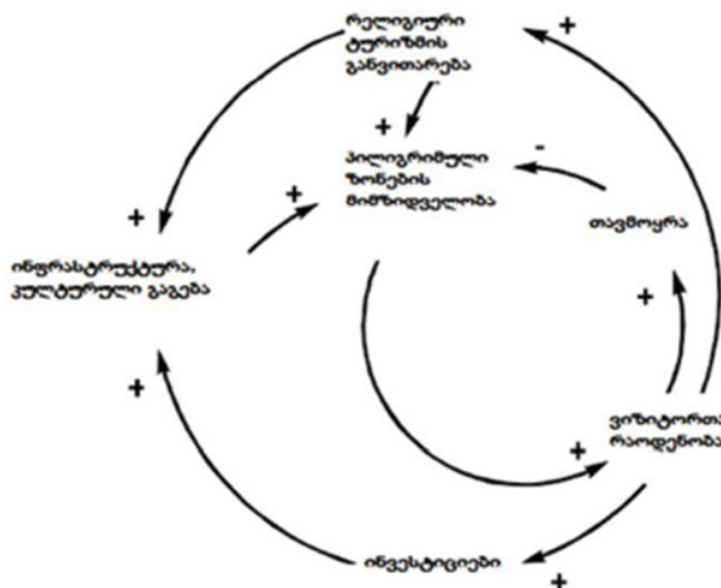 რელიგიური
ტურიზმის
განვითარება
+
+
პილიგრიმული
ზონების
მიმზიდველობა
-
+
+
თავმოყრა
ინფრასტრუქტურა,
კულტურული გაგება
+
+
ვიზიტორთა
რაოდენობა
+
ინვესტიციები
+